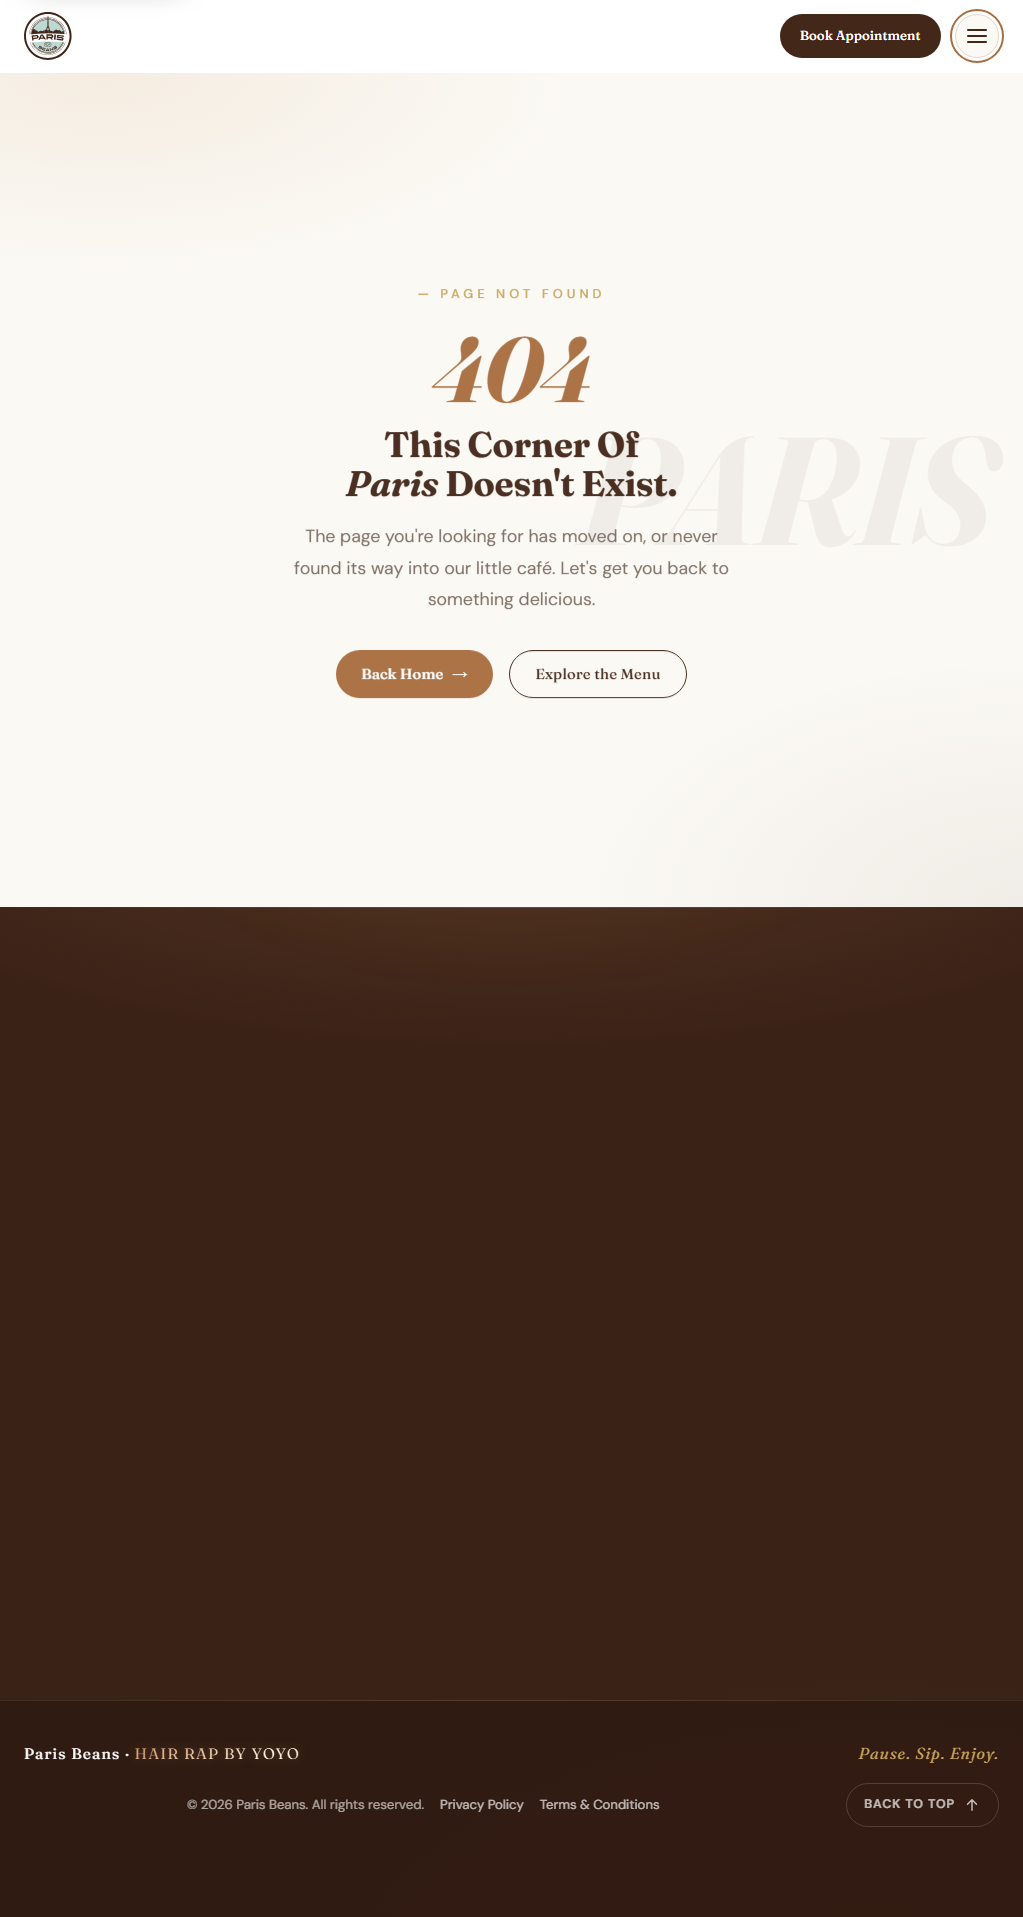 PARIS
BEANS
Book Appointment
— PAGE NOT FOUND
404
This Corner Of
Paris Doesn't Exist.
PARIS
The page you're looking for has moved on, or never
found its way into our little café. Let's get you back to
something delicious.
Back Home →
Explore the Menu
Paris Beans · HAIR RAP BY YOYO
Pause. Sip. Enjoy.
© 2026 Paris Beans. All rights reserved. Privacy Policy Terms & Conditions
BACK TO TOP ↑